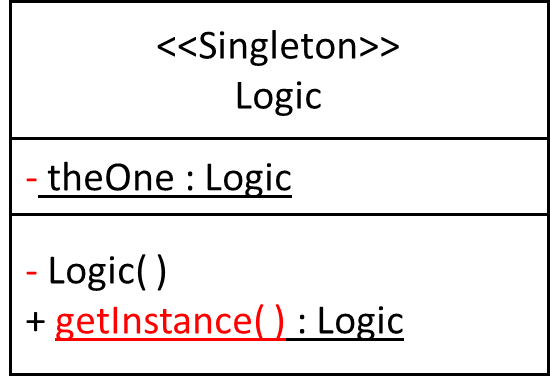 <<Singleton>>
Logic
- theOne : Logic
- Logic( )
+ getInstance( ) : Logic